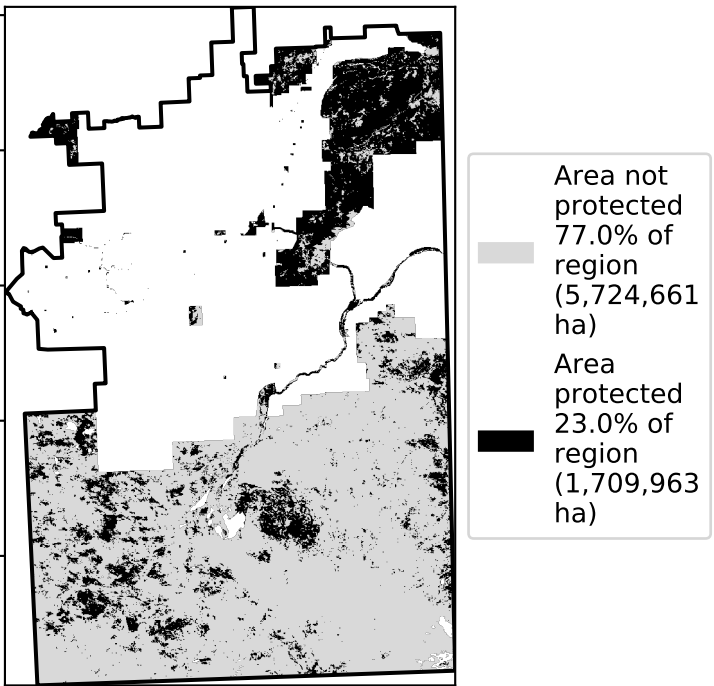 Area not
protected
77.0% of
region
(5,724,661
ha)
Area
protected
23.0% of
region
(1,709,963
ha)